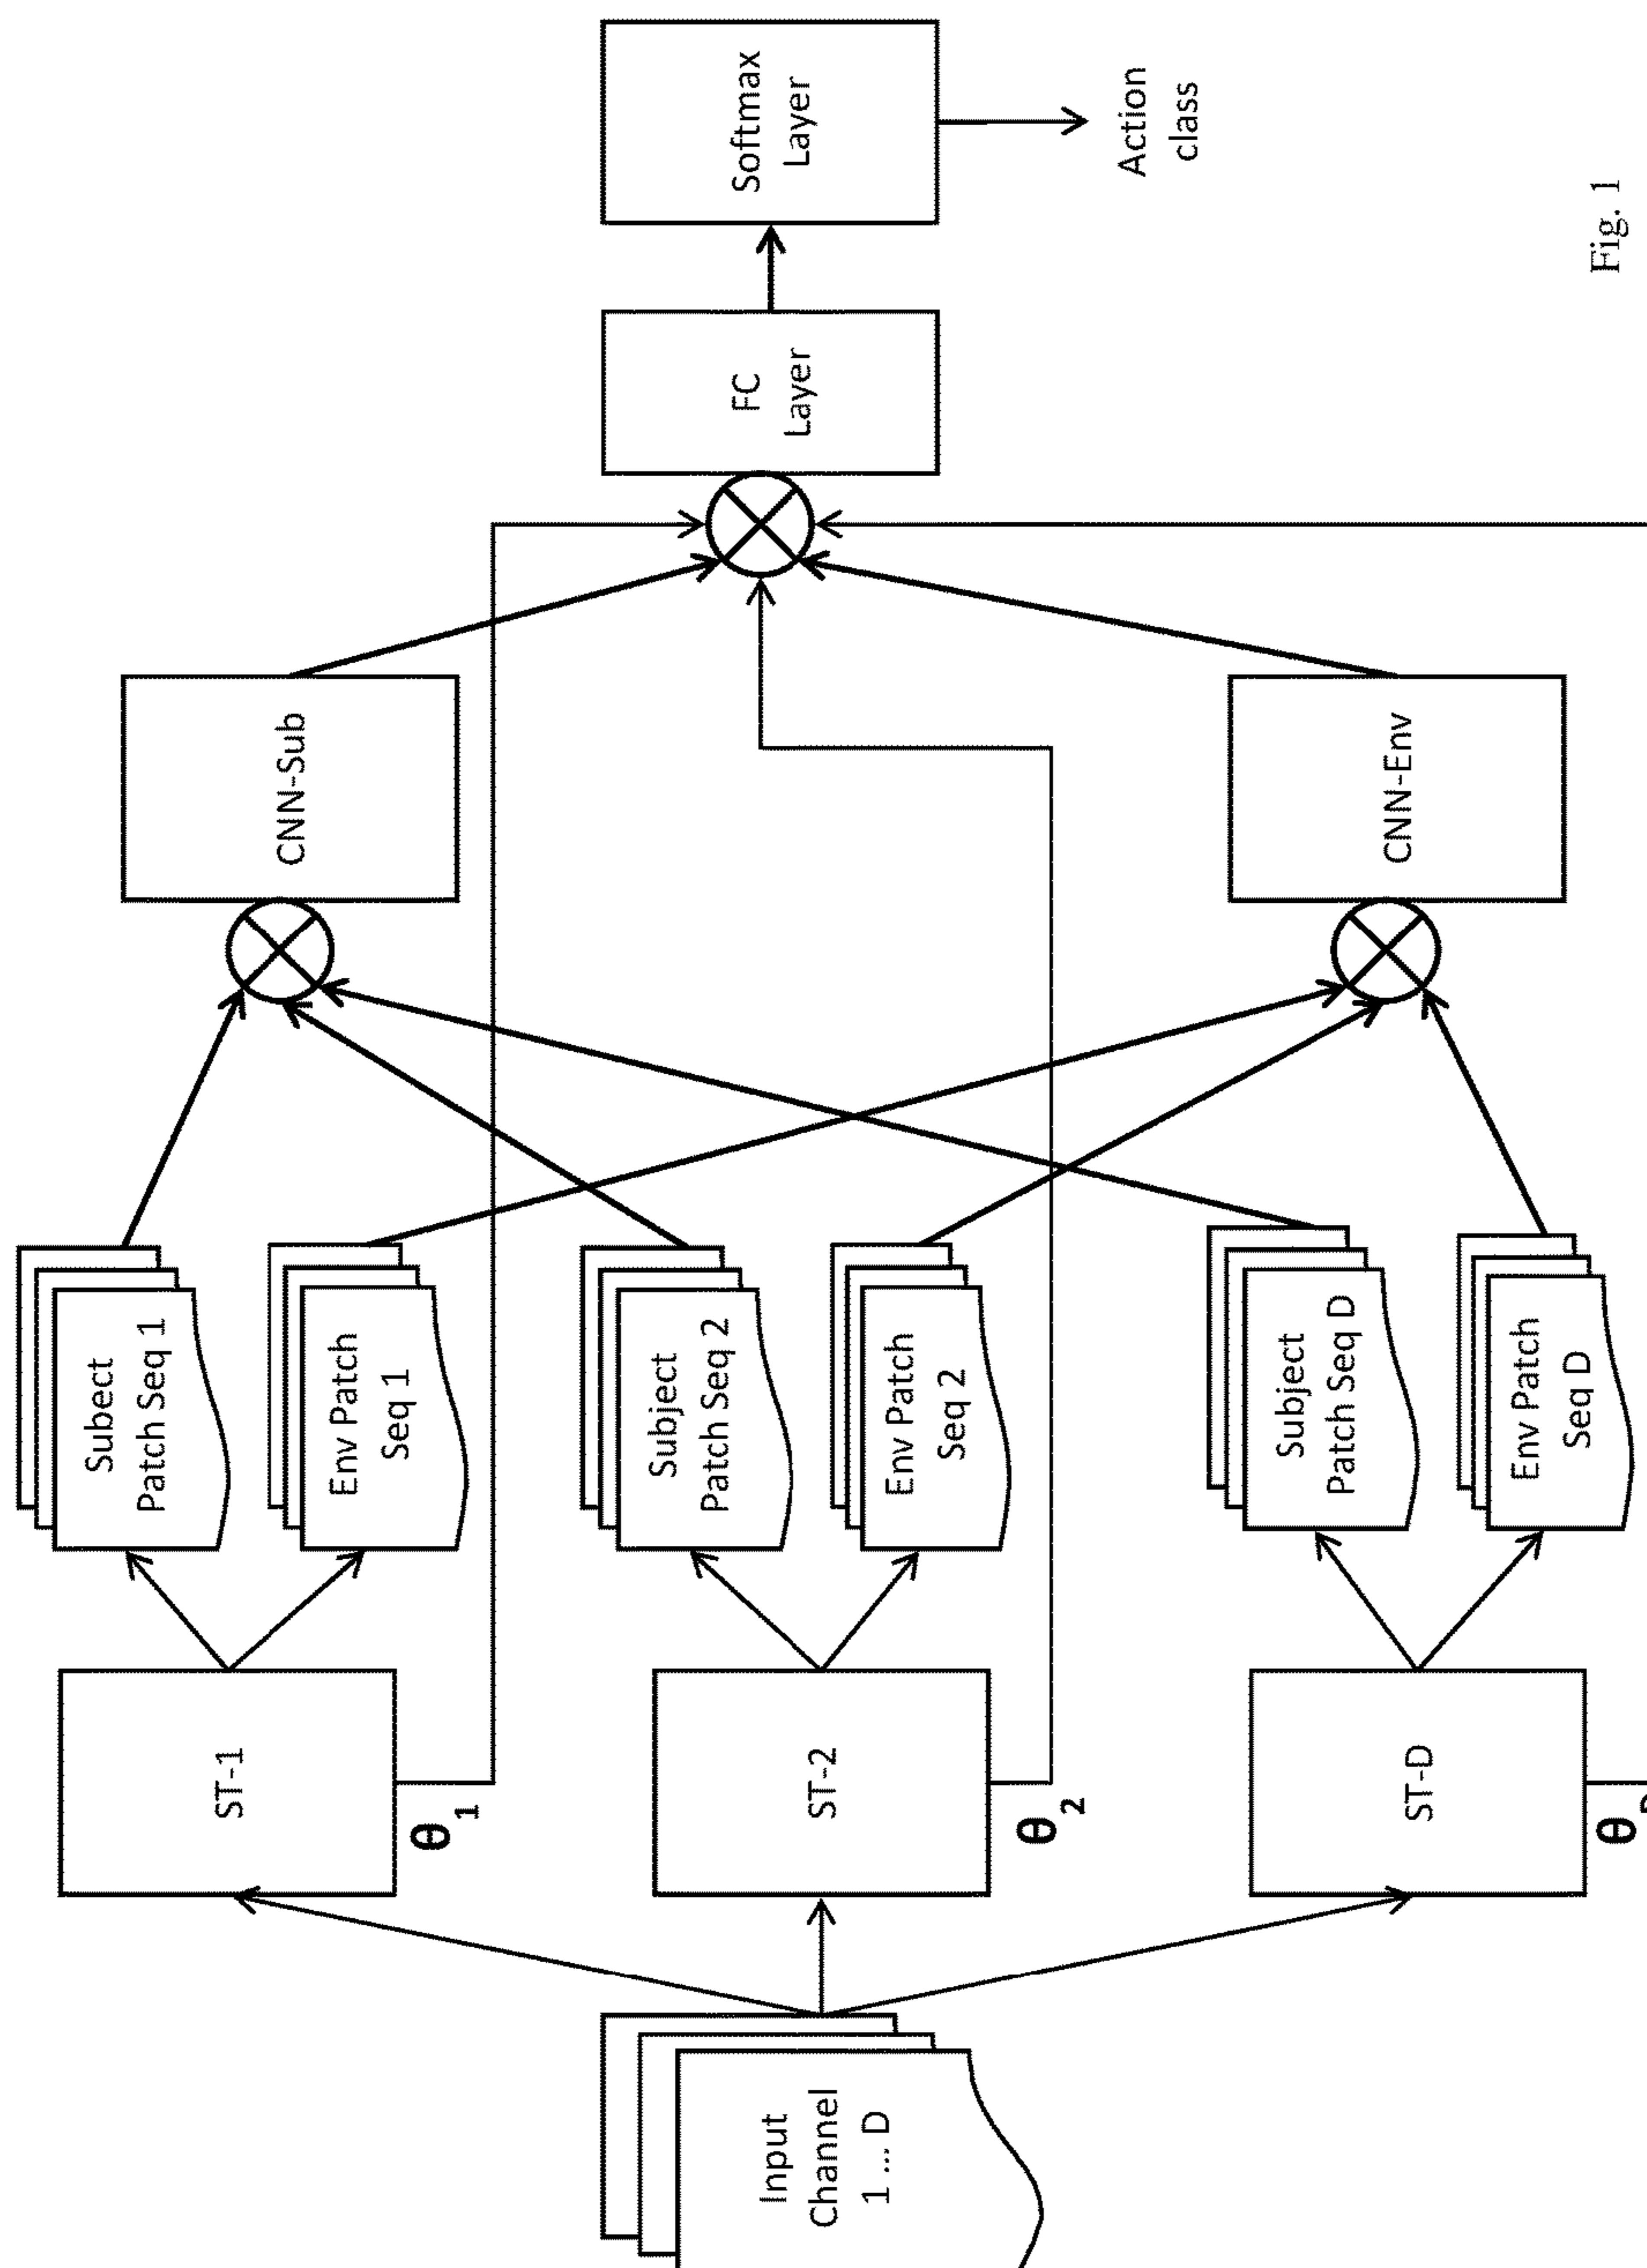 Input
Channel
1 ... D
ST-1
θ1
ST-2
θ2
ST-D
θD
Subect
Patch Seq 1
Env Patch
Seq 1
Subject
Patch Seq 2
Env Patch
Seq 2
Subject
Patch Seq D
Env Patch
Seq D
CNN-Sub
CNN-Env
FC
Layer
Softmax
Layer
Action
class
Fig. 1